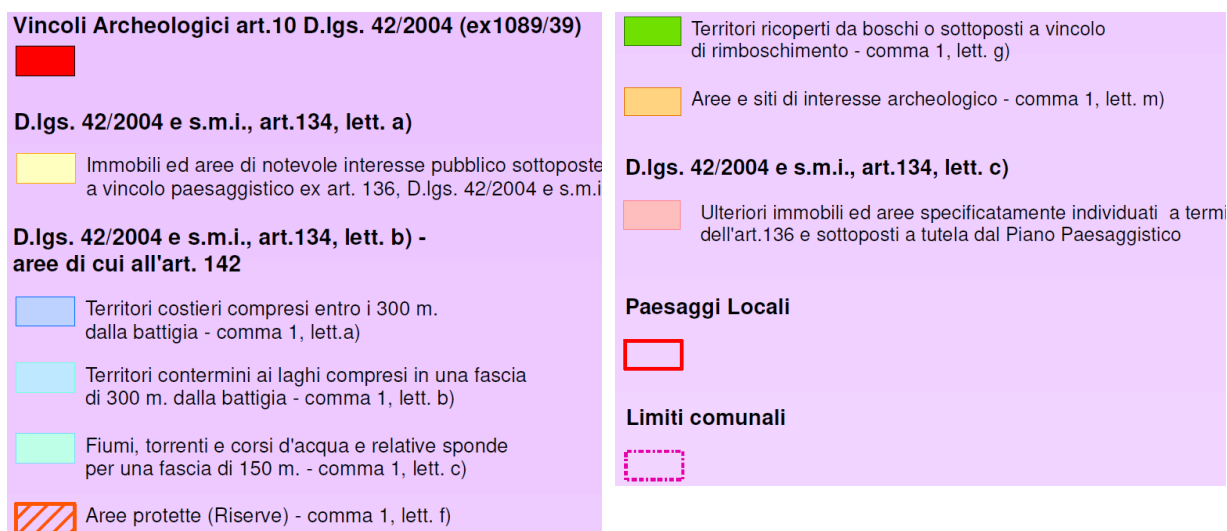 Vincoli Archeologici art.10 D.lgs. 42/2004 (ex1089/39)
D.lgs. 42/2004 e s.m.i., art.134, lett. a)
Immobili ed aree di notevole interesse pubblico sottoposte
a vincolo paesaggistico ex art. 136, D.lgs. 42/2004 e s.m.i
D.lgs. 42/2004 e s.m.i., art.134, lett. b) -
aree di cui all'art. 142
Territori costieri compresi entro i 300 m.
dalla battigia - comma 1, lett.a)
Territori contermini ai laghi compresi in una fascia
di 300 m. dalla battigia - comma 1, lett. b)
Fiumi, torrenti e corsi d'acqua e relative sponde
per una fascia di 150 m. - comma 1, lett. c)
Aree protette (Riserve) - comma 1, lett. f)
Territori ricoperti da boschi o sottoposti a vincolo
di rimboschimento - comma 1, lett. g)
Aree e siti di interesse archeologico - comma 1, lett. m)
D.lgs. 42/2004 e s.m.i., art.134, lett. c)
Ulteriori immobili ed aree specificatamente individuati a termi
dell'art.136 e sottoposti a tutela dal Piano Paesaggistico
Paesaggi Locali
Limiti comunali